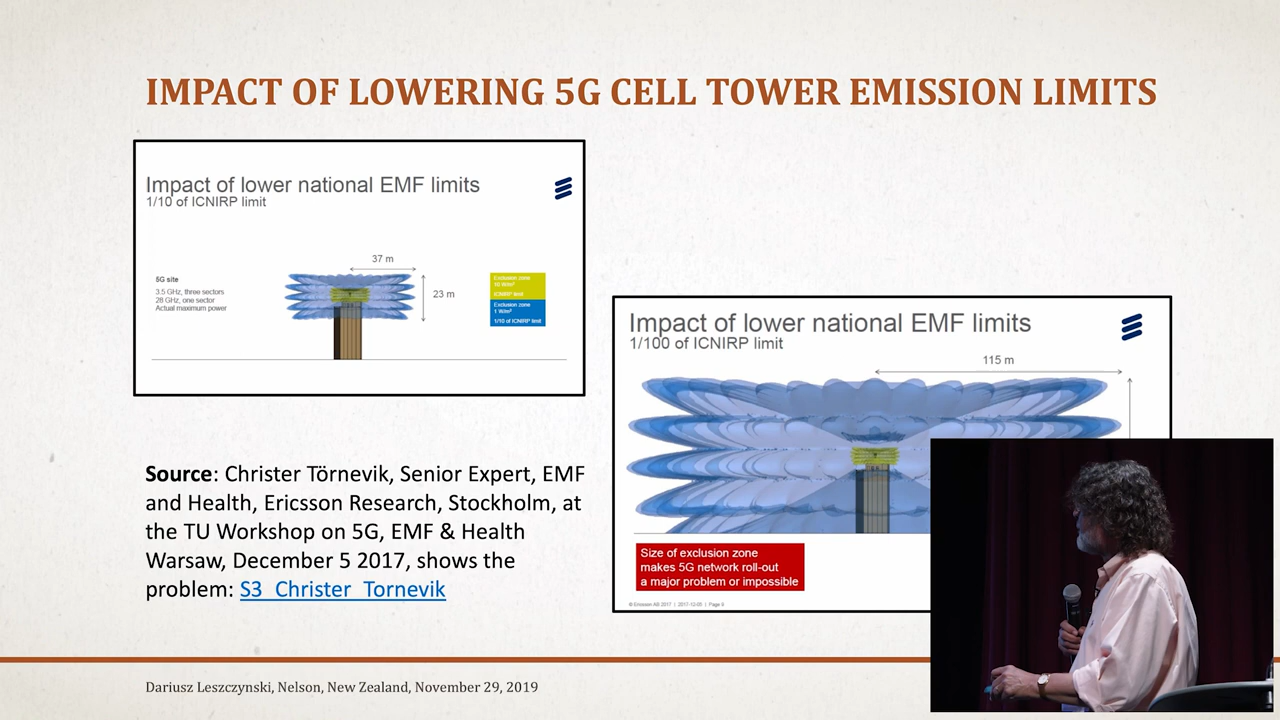 IMPACT OF LOWERING 5G CELL TOWER EMISSION LIMITS
Impact of lower national EMF limits
1/10 of ICNIRP limit
37 m
23 m
5G site
3.5 GHz, three sectors
28 GHz, one sector
Actual maximum power
Exclusion zone
10 W/m²
ICNIRP limit
Exclusion zone
1 W/m²
1/10 of ICNIRP limit
Impact of lower national EMF limits
1/100 of ICNIRP limit
115 m
Size of exclusion zone
makes 5G network roll-out
a major problem or impossible
© Ericsson AB 2017 | 2017-12-05 | Page
Source: Christer Törnevik, Senior Expert, EMF
and Health, Ericsson Research, Stockholm, at
the TU Workshop on 5G, EMF & Health
Warsaw, December 5 2017, shows the
problem: S3_Christer_Tornevik
Dariusz Leszczynski, Nelson, New Zealand, November 29, 2019